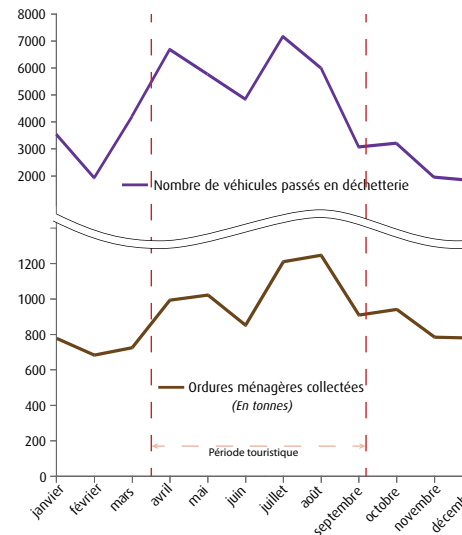 8000
7000
6000
5000
4000
3000
2000
Nombre de véhicules passés en déchetterie
1200
1000
800
600
400
200
0
Ordures ménagères collectées
(En tonnes)
Période touristique
janvier
février
mars
avril
mai
juin
juillet
août
septembre
octobre
novembre
décem